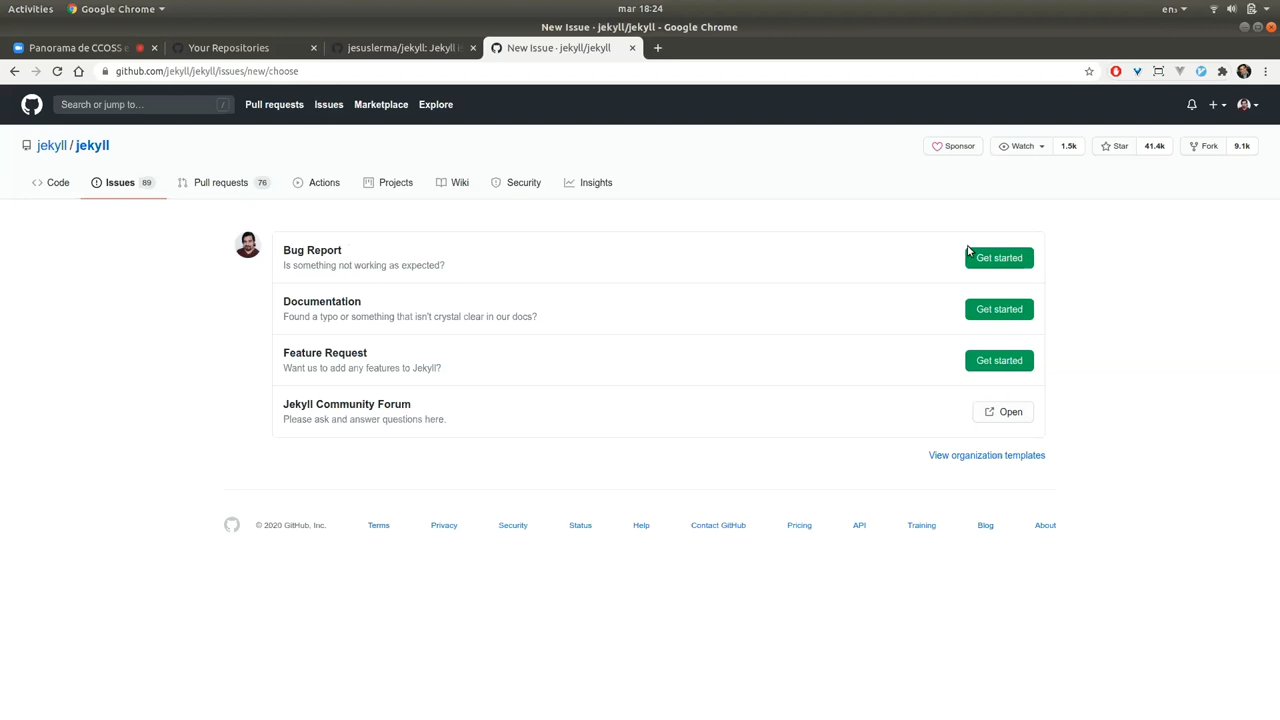 Activities Google Chrome mar 18:24 en₃
New Issue · jekyll/jekyll - Google Chrome
Panorama de CCOSS e Your Repositories jesuslerma/jekyll: Jekyll i New Issue · jekyll/jekyll
github.com/jekyll/jekyll/issues/new/choose
Search or jump to… / Pull requests Issues Marketplace Explore
jekyll / jekyll Sponsor Watch 1.5k Star 41.4k Fork 9.1k
Code Issues 89 Pull requests 76 Actions Projects Wiki Security Insights
Bug Report
Is something not working as expected?
Get started
Documentation
Found a typo or something that isn't crystal clear in our docs?
Get started
Feature Request
Want us to add any features to Jekyll?
Get started
Jekyll Community Forum
Please ask and answer questions here.
Open
View organization templates
© 2020 GitHub, Inc. Terms Privacy Security Status Help Contact GitHub Pricing API Training Blog About